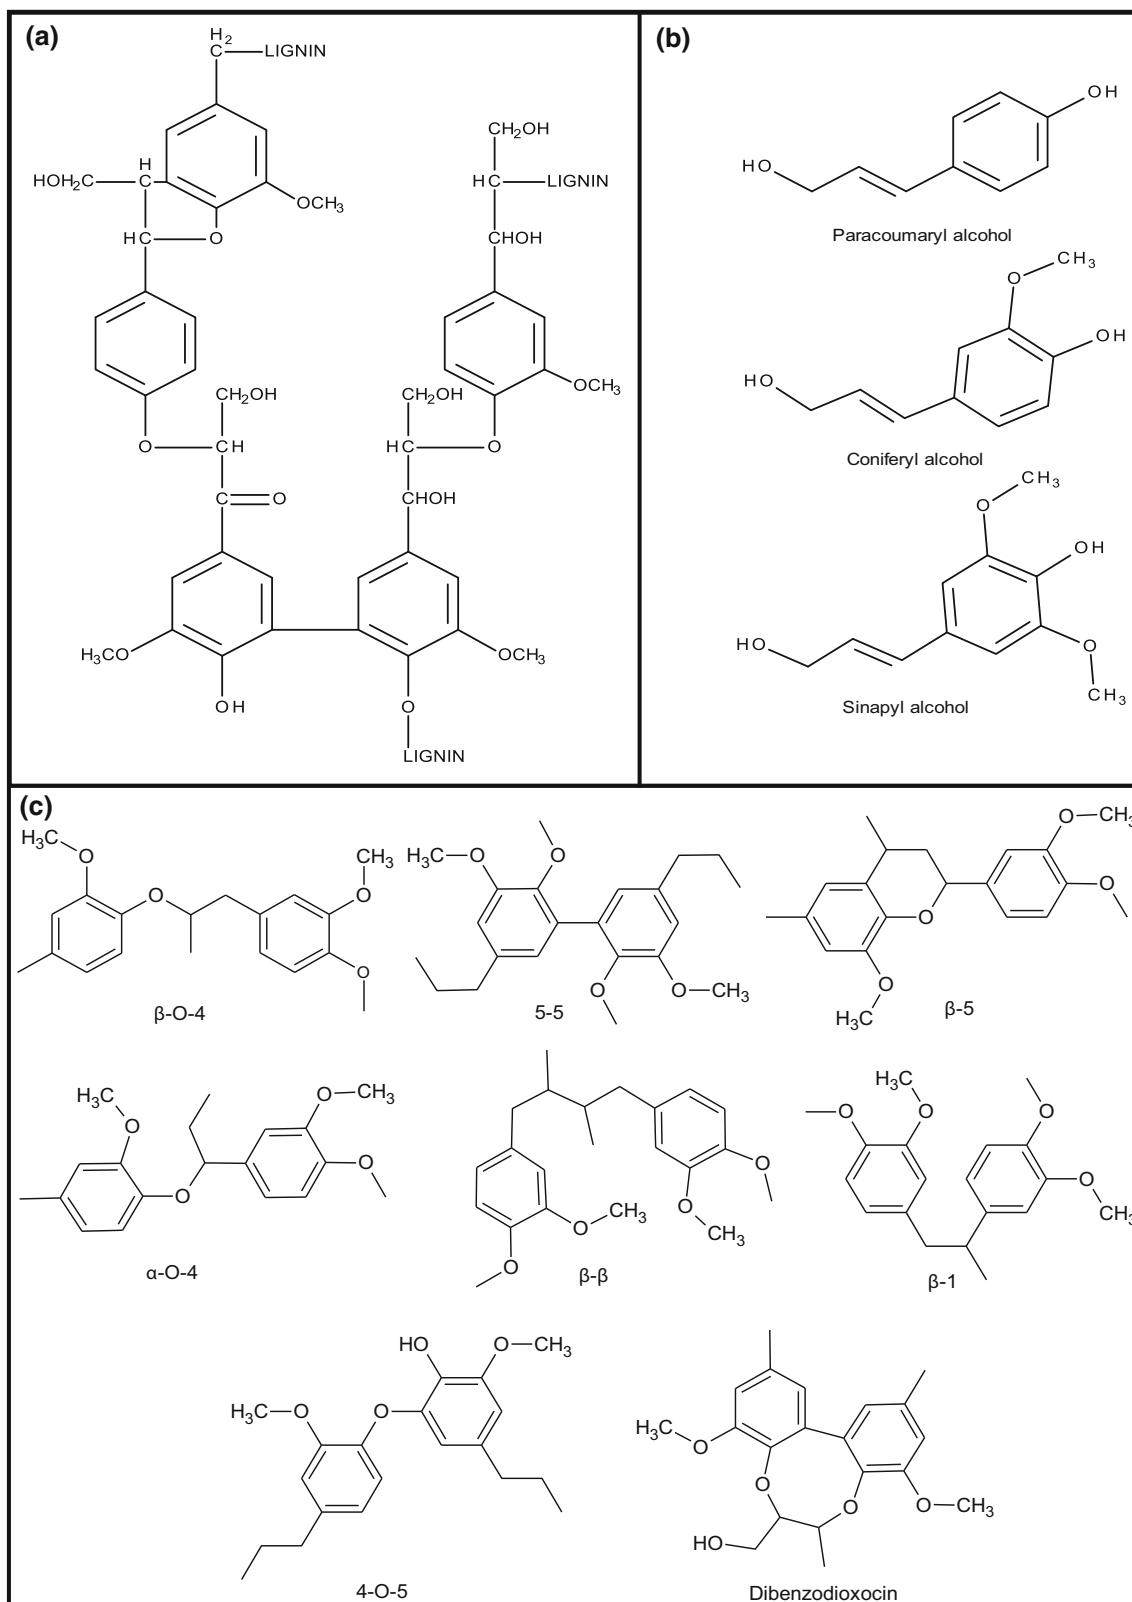 (a)
H2
C LIGNIN
H
HOH2C
OCH3
HC O
CH2OH
HC LIGNIN
CHOH
OCH3
CH2OH
O CH
C O
CH2OH
HC O
CHOH
H3CO
OH
OCH3
O
LIGNIN
(b)
OH
HO
Paracoumaryl alcohol
CH3
O
OH
HO
Coniferyl alcohol
CH3
O
OH
HO
O
CH3
Sinapyl alcohol
(c)
H3C
O
O
CH3
O
O
β-O-4
H3C O
O
O
O CH3
5-5
O CH3
O
O
O
H3C
β-5
H3C
O
O
O CH3
O
α-O-4
O CH3
O
O
O
CH3
β-β
H3C
O
O
O
O
CH3
β-1
HO
O CH3
H3C O
O
4-O-5
H3C
O
O
O
O CH3
HO
Dibenzodioxocin